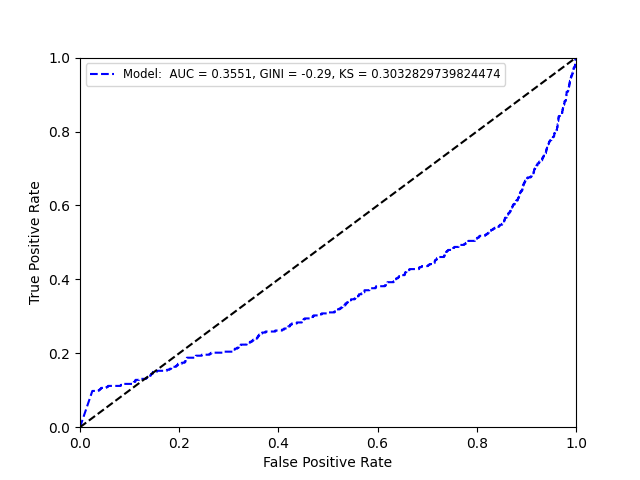 Model:  AUC = 0.3551, GINI = -0.29, KS = 0.3032829739824474
True Positive Rate
1.0
0.8
0.6
0.4
0.2
0.0
0.0 0.2 0.4 0.6 0.8 1.0
False Positive Rate